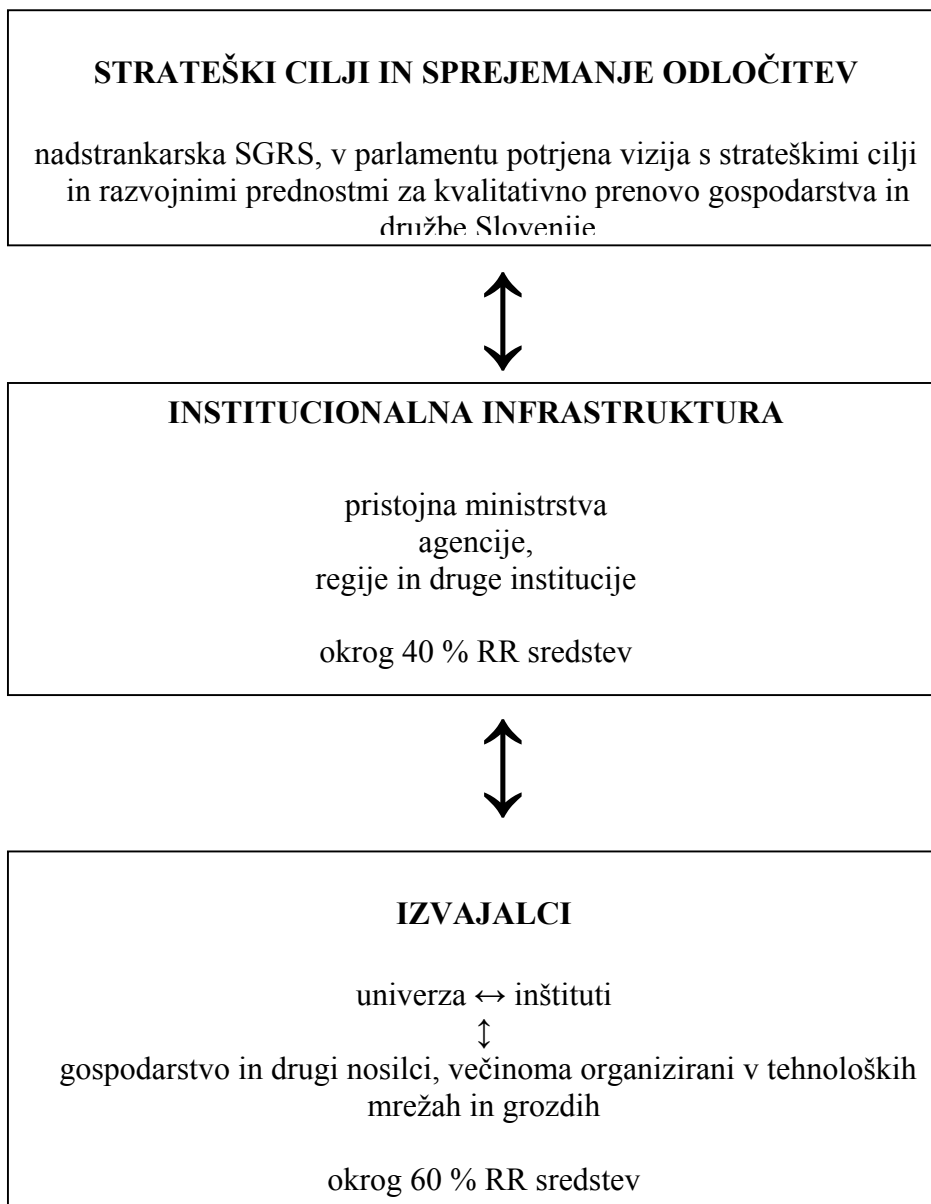 STRATEŠKI CILJI IN SPREJEMANJE ODLOČITEV
nadstrankarska SGRS, v parlamentu potrjena vizija s strateškimi cilji
in razvojnimi prednostmi za kvalitativno prenovo gospodarstva in
družbe Slovenije
↕
INSTITUCIONALNA INFRASTRUKTURA
pristojna ministrstva
agencije,
regije in druge institucije
okrog 40 % RR sredstev
↕
IZVAJALCI
univerza ↔ inštituti
↕
gospodarstvo in drugi nosilci, večinoma organizirani v tehnoloških
mrežah in grozdih
okrog 60 % RR sredstev